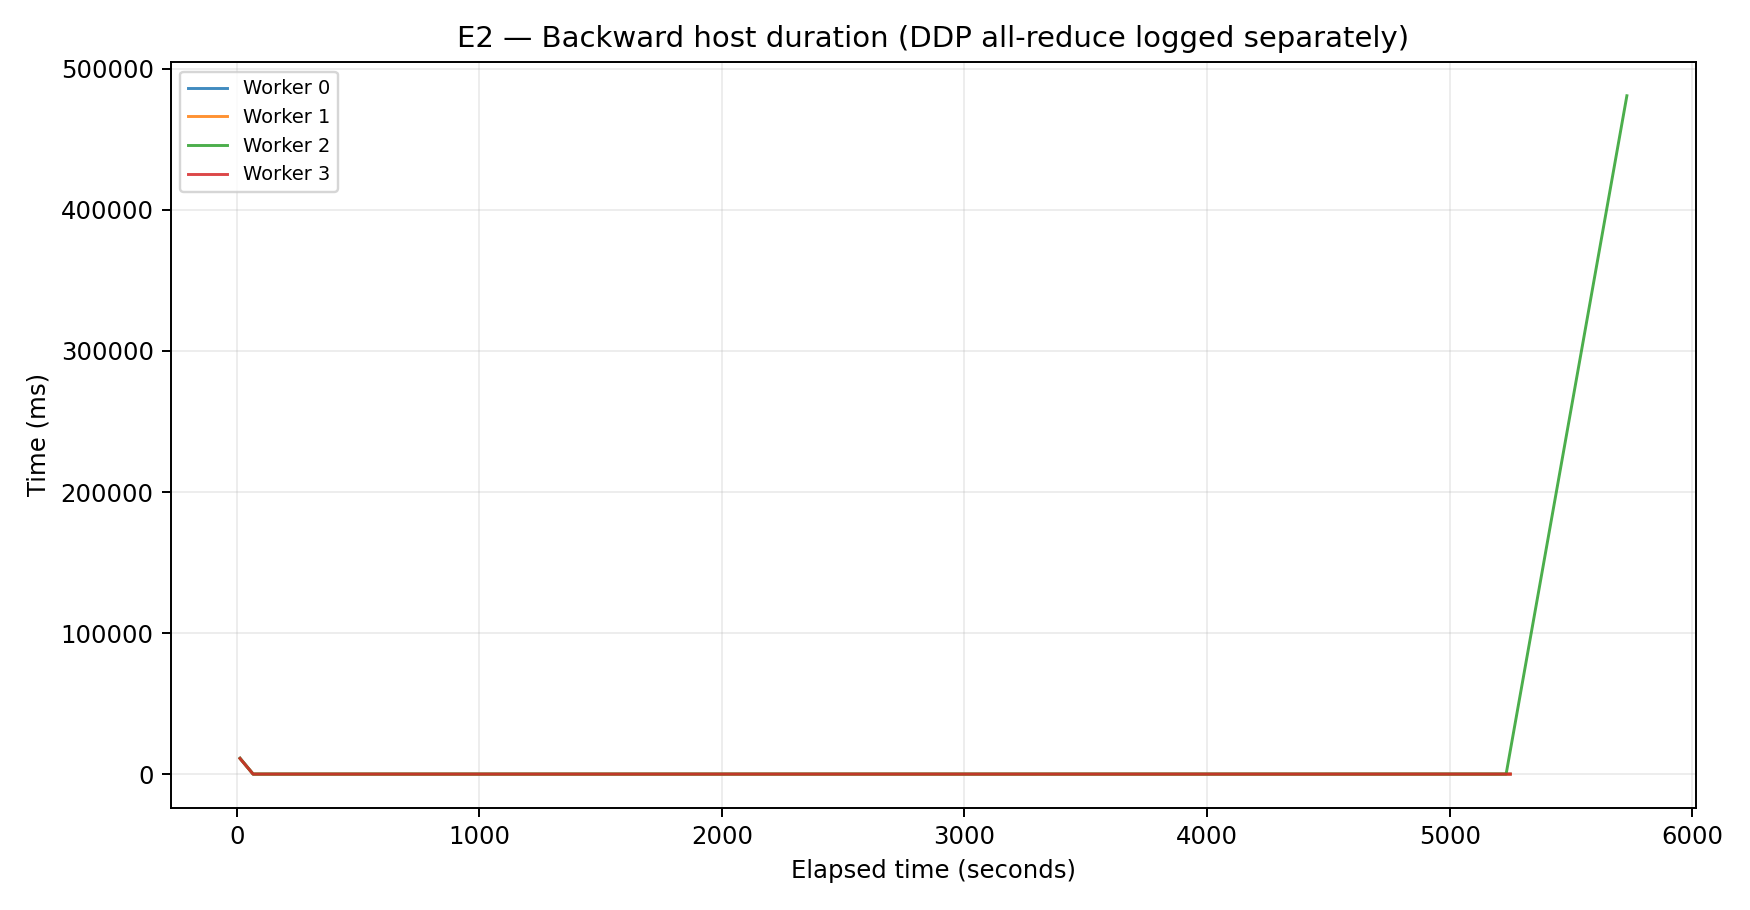 E2 — Backward host duration (DDP all-reduce logged separately)
500000
400000
300000
200000
100000
0
Time (ms)
Worker 0
Worker 1
Worker 2
Worker 3
0 1000 2000 3000 4000 5000 6000
Elapsed time (seconds)